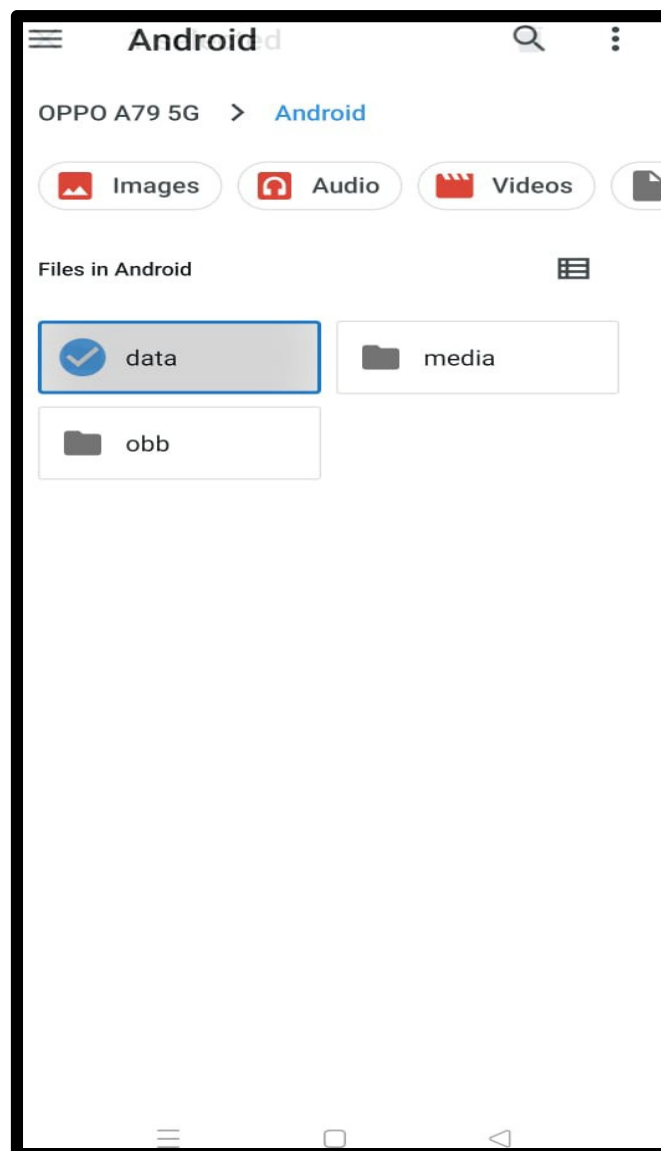 Android
OPPO A79 5G > Android
Images Audio Videos
Files in Android
data media
obb